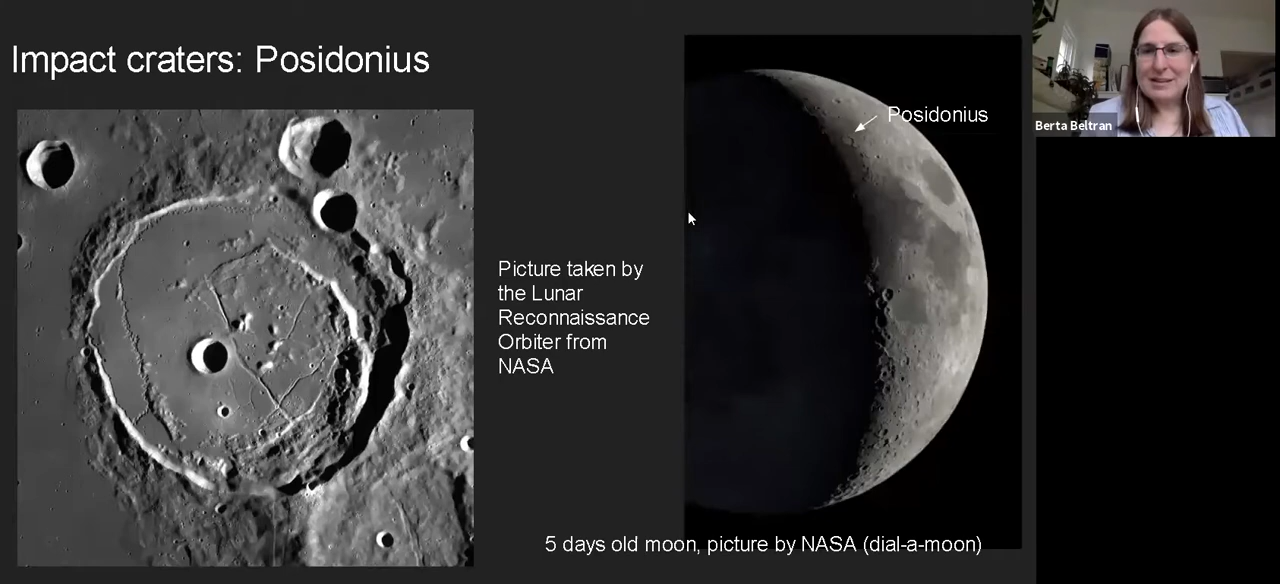 Impact craters: Posidonius
Posidonius
Berta Beltran
Picture taken by
the Lunar
Reconnaissance
Orbiter from
NASA
5 days old moon, picture by NASA (dial-a-moon)